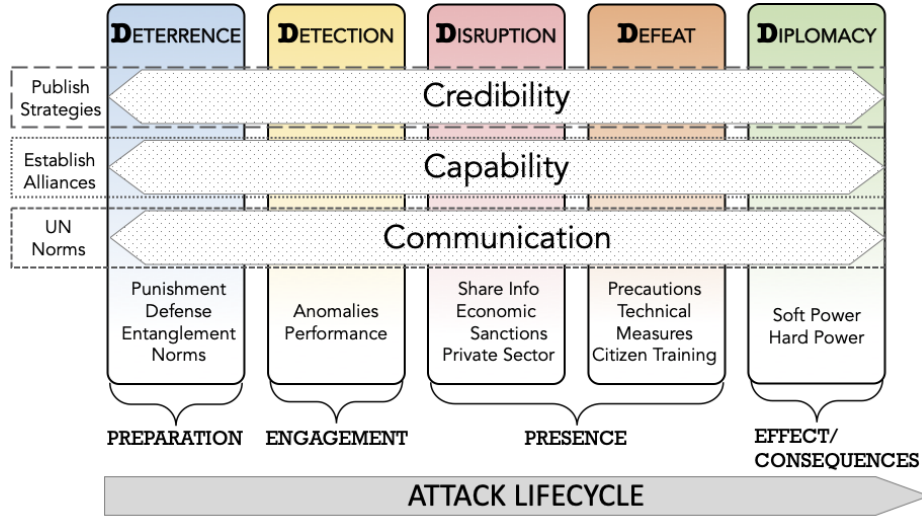 DETERRENCE
DETECTION
DISRUPTION
DEFEAT
DIPLOMACY
Publish
Strategies
Credibility
Establish
Alliances
Capability
UN
Norms
Communication
Punishment
Defense
Entanglement
Norms
Anomalies
Performance
Share Info
Economic
Sanctions
Private Sector
Precautions
Technical
Measures
Citizen Training
Soft Power
Hard Power
PREPARATION
ENGAGEMENT
PRESENCE
EFFECT/
CONSEQUENCES
ATTACK LIFECYCLE